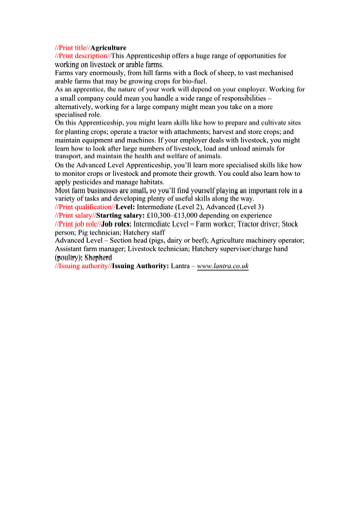 //Print title//Agriculture
//Print description//This Apprenticeship offers a huge range of opportunities for
working on livestock or arable farms.
Farms vary enormously, from hill farms with a flock of sheep, to vast mechanised
arable farms that may be growing crops for bio-fuel.
As an apprentice, the nature of your work will depend on your employer. Working for
a small company could mean you handle a wide range of responsibilities –
alternatively, working for a large company might mean you take on a more
specialised role.
On this Apprenticeship, you might learn skills like how to prepare and cultivate sites
for planting crops; operate a tractor with attachments; harvest and store crops; and
maintain equipment and machines. If your employer deals with livestock, you might
learn how to look after large numbers of livestock, load and unload animals for
transport, and maintain the health and welfare of animals.
On the Advanced Level Apprenticeship, you'll learn more specialised skills like how
to monitor crops or livestock and promote their growth. You could also learn how to
apply pesticides and manage habitats.
Most farm businesses are small, so you'll find yourself playing an important role in a
variety of tasks and developing plenty of useful skills along the way.
//Print qualification//Level: Intermediate (Level 2), Advanced (Level 3)
//Print salary//Starting salary: £10,300–£13,000 depending on experience
//Print job role//Job roles: Intermediate Level – Farm worker; Tractor driver; Stock
person; Pig technician; Hatchery staff
Advanced Level – Section head (pigs, dairy or beef); Agriculture machinery operator;
Assistant farm manager; Livestock technician; Hatchery supervisor/charge hand
(poultry); Shepherd
//Issuing authority//Issuing Authority: Lantra – www.lantra.co.uk